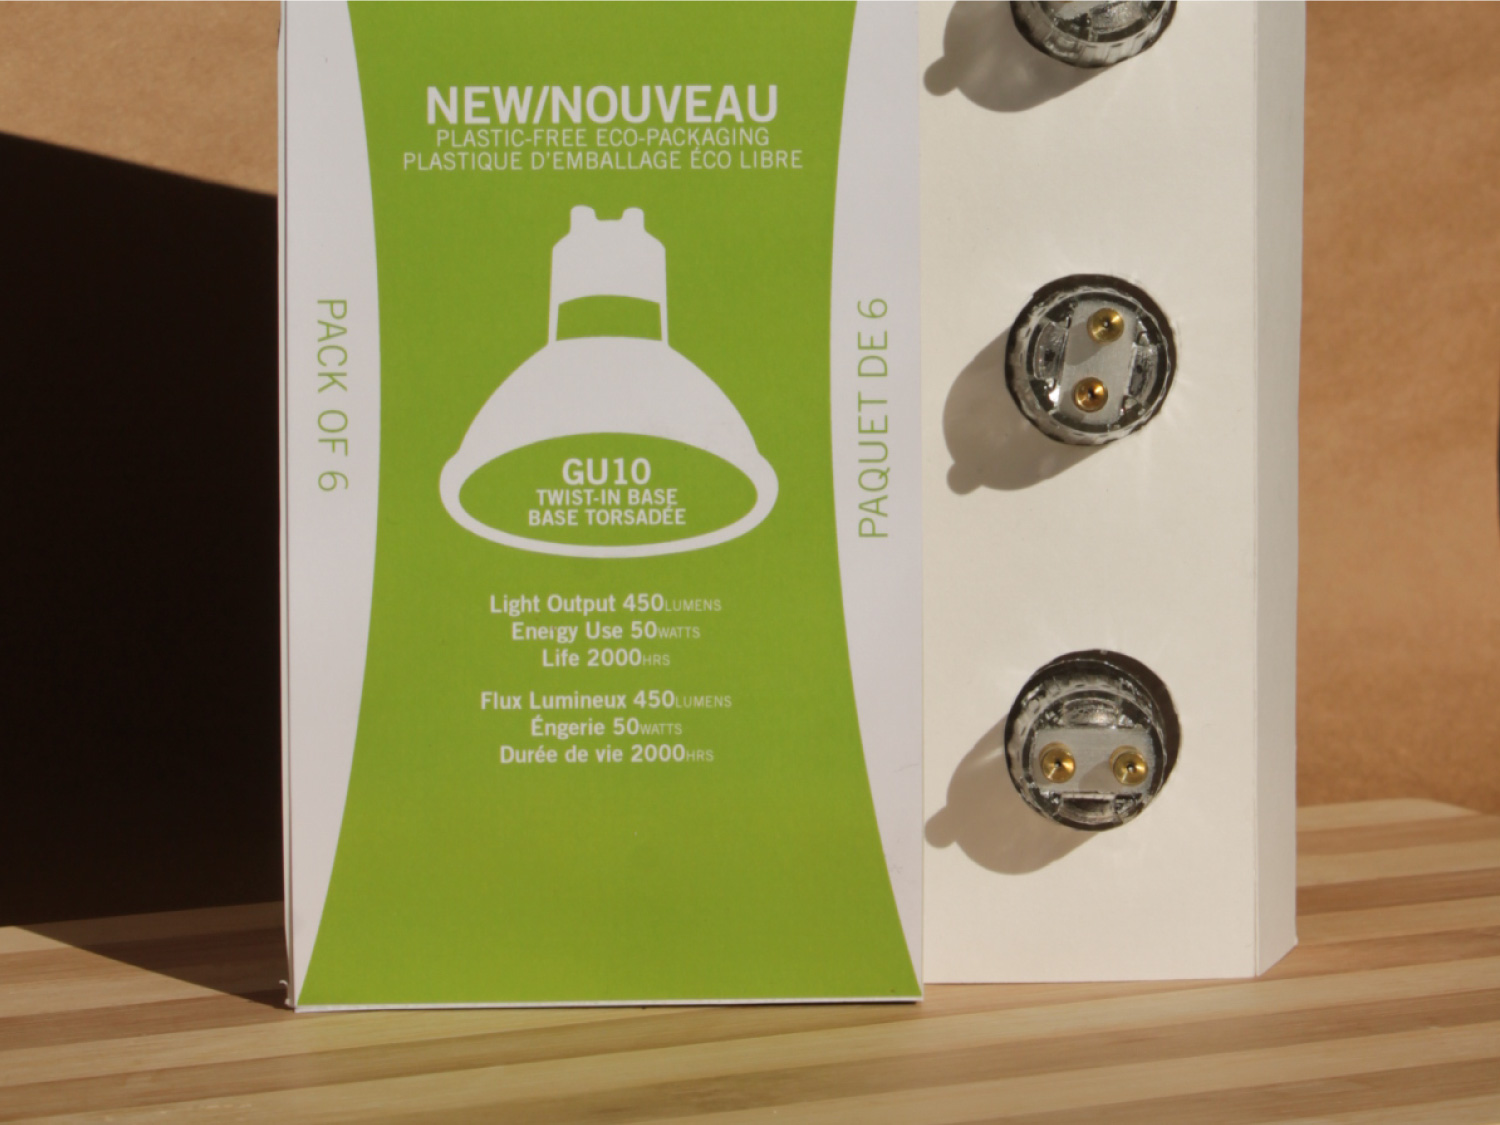 NEW/NOUVEAU
PLASTIC-FREE ECO-PACKAGING
PLASTIQUE D'EMBALLAGE ÉCO LIBRE
PACK OF 6
PAQUET DE 6
GU10
TWIST-IN BASE
BASE TORSADÉE
Light Output 450LUMENS
Energy Use 50WATTS
Life 2000HRS
Flux Lumineux 450LUMENS
Éngerie 50WATTS
Durée de vie 2000HRS